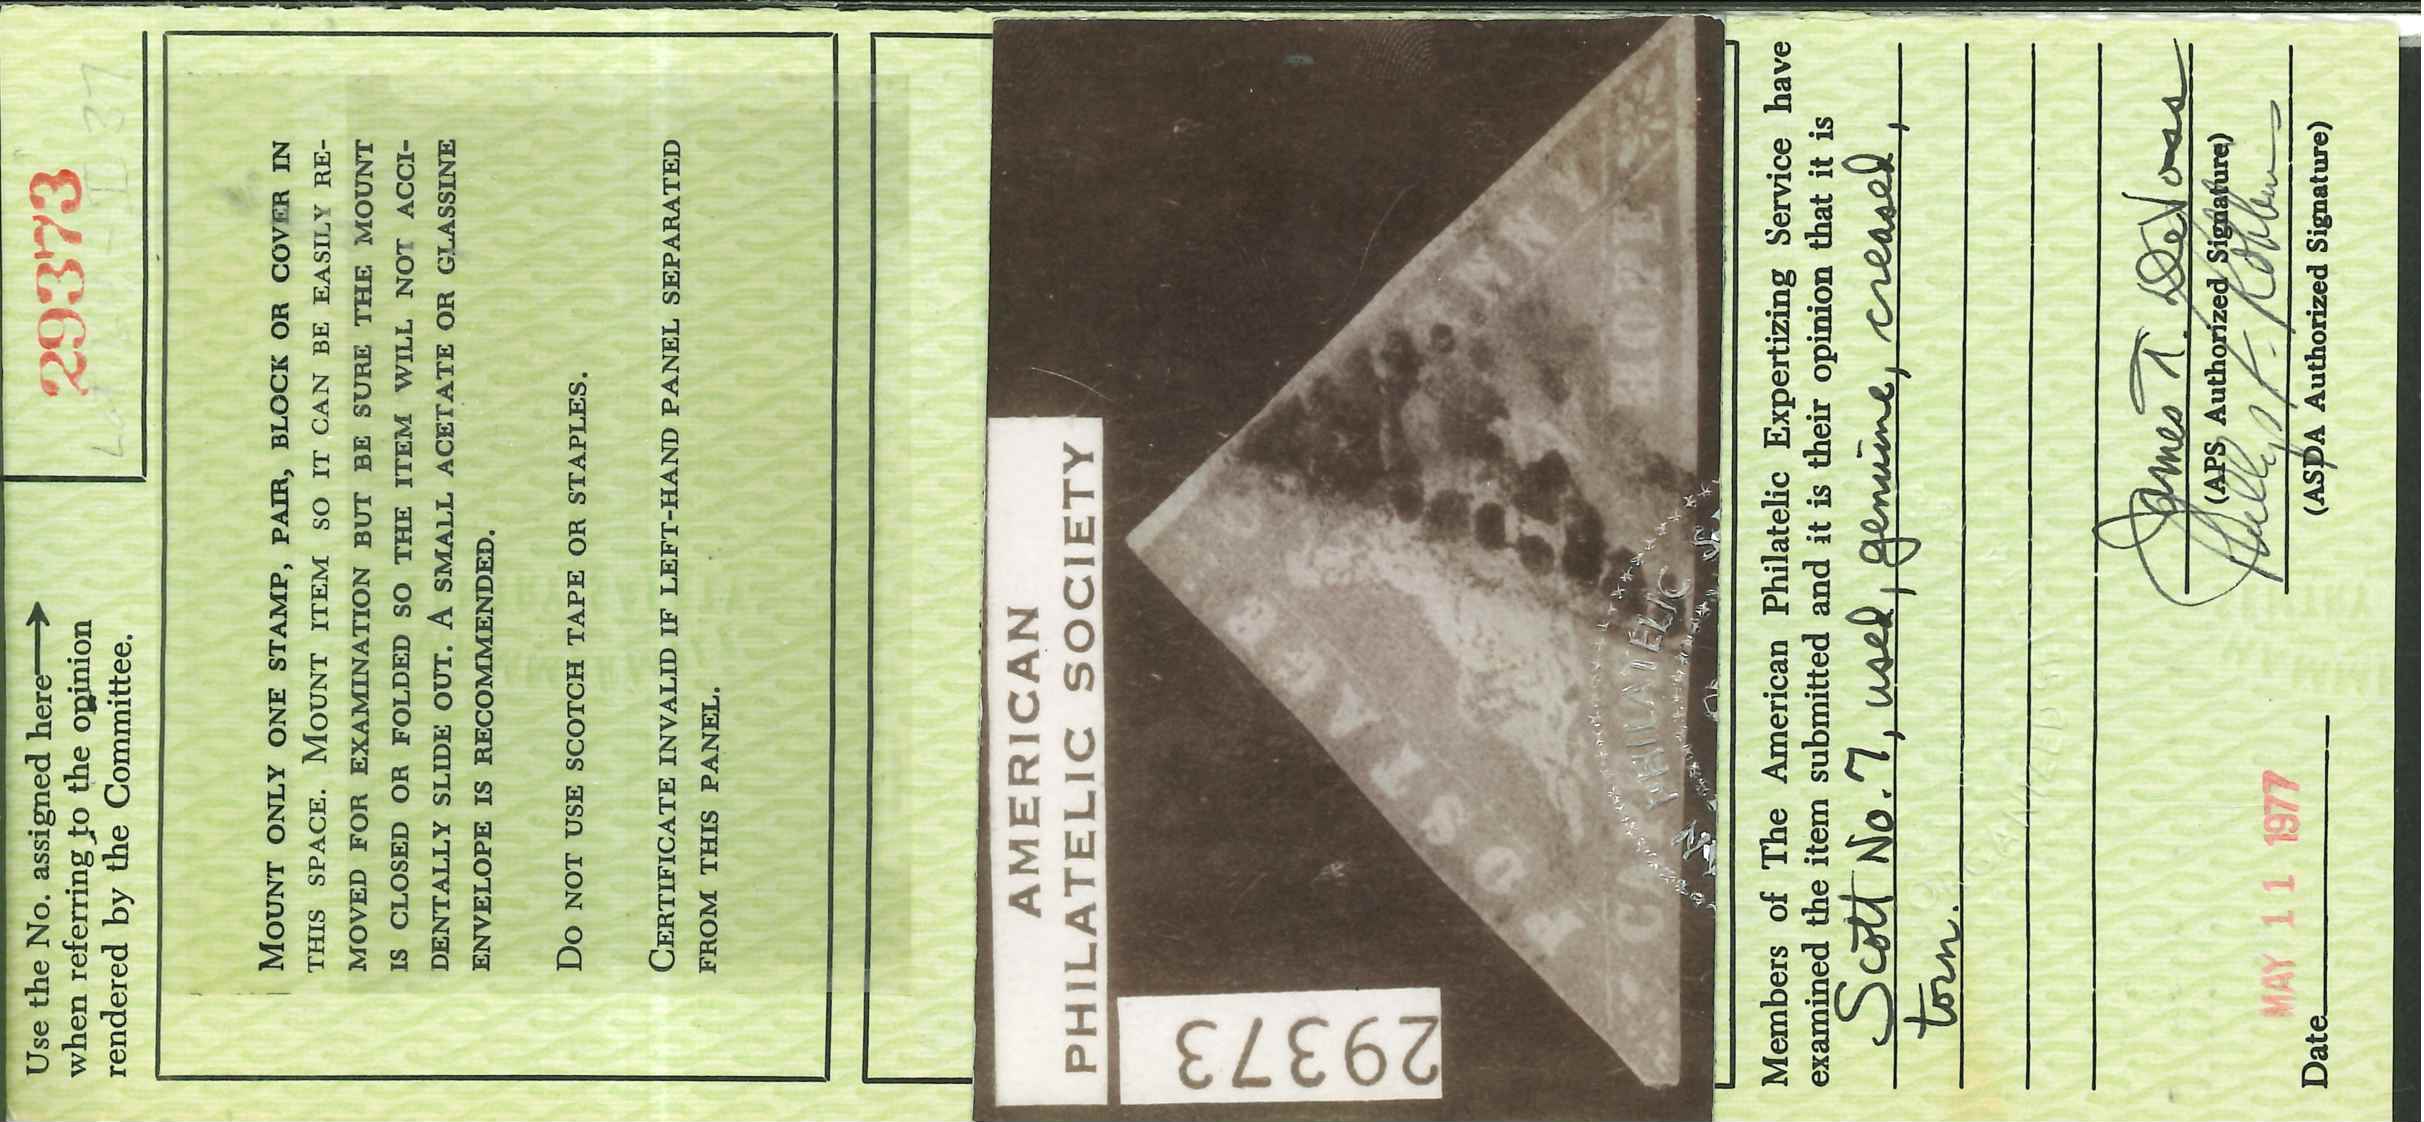 Use the No. assigned here→
when referring to the opinion
rendered by the Committee.
29373
MOUNT ONLY ONE STAMP, PAIR, BLOCK OR COVER IN
THIS SPACE. MOUNT ITEM SO IT CAN BE EASILY RE-
MOVED FOR EXAMINATION BUT BE SURE THE MOUNT
IS CLOSED OR FOLDED SO THE ITEM WILL NOT ACCI-
DENTALLY SLIDE OUT. A SMALL ACETATE OR GLASSINE
ENVELOPE IS RECOMMENDED.
DO NOT USE SCOTCH TAPE OR STAPLES.
CERTIFICATE INVALID IF LEFT-HAND PANEL SEPARATED
FROM THIS PANEL.
AMERICAN
PHILATELIC SOCIETY
29373
POSTAGE
HOPE
PHILATELIC
Members of The American Philatelic Expertizing Service have
examined the item submitted and it is their opinion that it is
Scott No. 7, used, genuine, creased,
torn.
James T. DeVoss
(APS Authorized Signature)
(ASDA Authorized Signature)
Date
MAY 11 1977